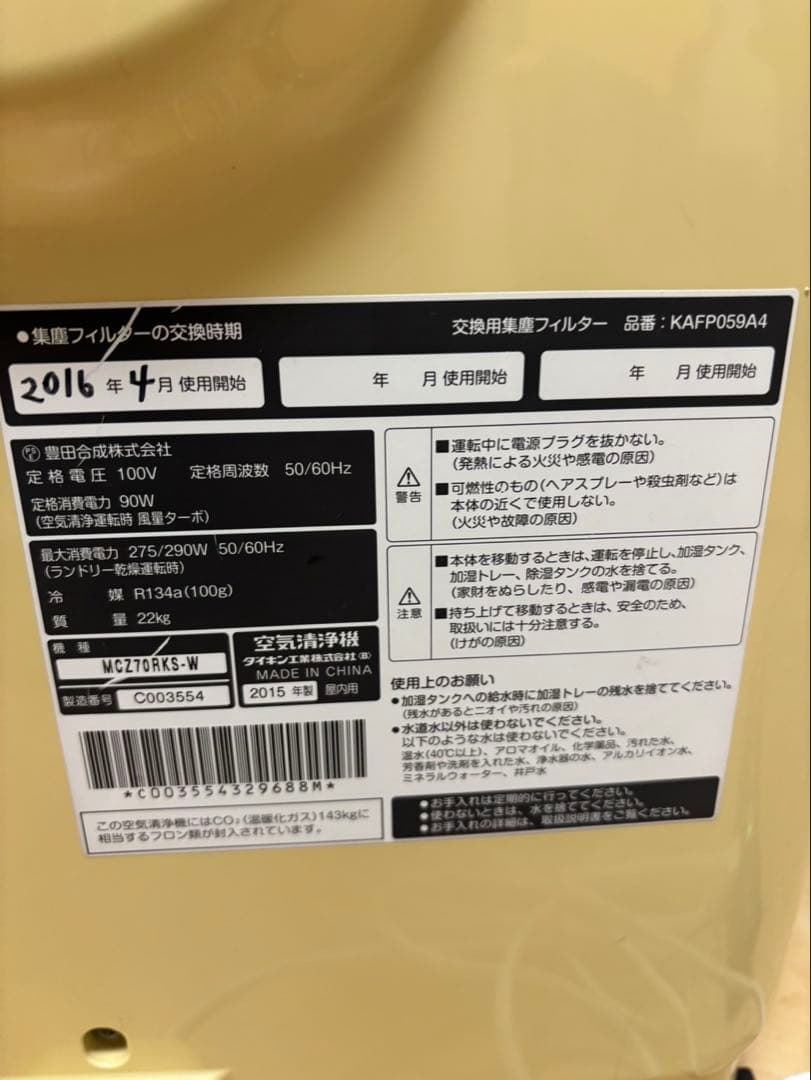 ●集塵フィルターの交換時期
交換用集塵フィルター 品番：KAFP059A4
2016年4月使用開始
年 月使用開始
年 月使用開始
豊田合成株式会社
定格電圧 100V 定格周波数 50/60Hz
定格消費電力 90W
(空気清浄運転時 風量ターボ)
最大消費電力 275/290W 50/60Hz
(ランドリー乾燥運転時)
冷媒 R134a(100g)
質量 22kg
機種
MCZ70RKS-W
製造番号 C003554
空気清浄機
ダイキン工業株式会社(B)
MADE IN CHINA
2015年製 屋内用
*C003554329688M*
この空気清浄機にはCO₂(温暖化ガス)143kgに
相当するフロン類が封入されています。
警告
■運転中に電源プラグを抜かない。
(発熱による火災や感電の原因)
■可燃性のもの(ヘアスプレーや殺虫剤など)は
本体の近くで使用しない。
(火災や故障の原因)
注意
■本体を移動するときは、運転を停止し、加湿タンク、
加湿トレー、除湿タンクの水を捨てる。
(家財をぬらしたり、感電や漏電の原因)
■持ち上げて移動するときは、安全のため、
取扱いには十分注意する。
(けがの原因)
使用上のお願い
●加湿タンクへの給水時に加湿トレーの残水を捨ててください。
(残水があるとニオイや汚れの原因)
●水道水以外は使わないでください。
以下のような水は使わないでください。
温水(40℃以上)、アロマオイル、化学薬品、汚れた水、
芳香剤や洗剤を入れた水、浄水器の水、アルカリイオン水、
ミネラルウォーター、井戸水
●お手入れは定期的に行ってください。
●使わないときは、水を捨ててください。
●お手入れの詳細は、取扱説明書をご覧ください。